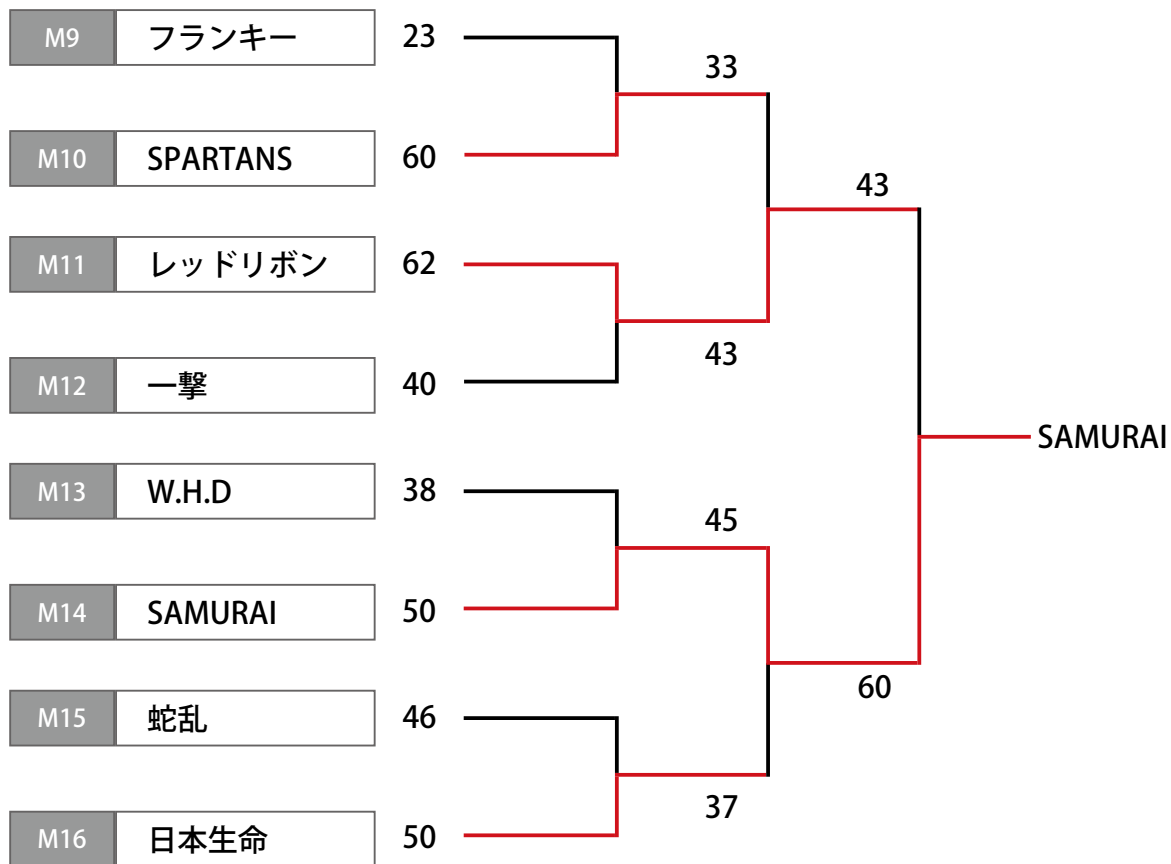 M9 フランキー 23
33
M10 SPARTANS 60
43
M11 レッドリボン 62
43
M12 一撃 40
SAMURAI
M13 W.H.D 38
45
M14 SAMURAI 50
60
M15 蛇乱 46
37
M16 日本生命 50